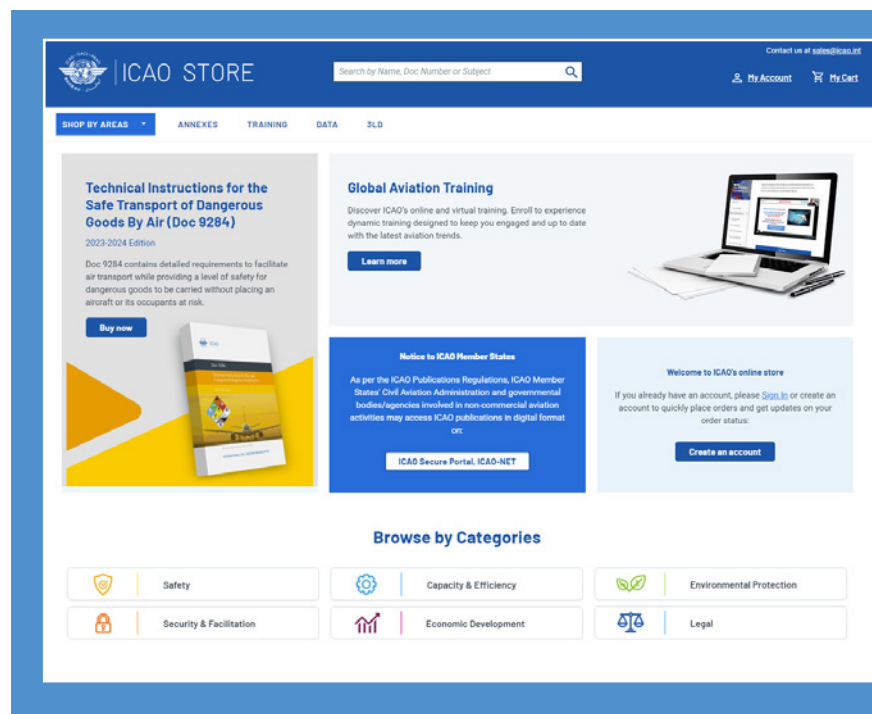 Contact us at sales@icao.int
ICAO STORE
Search by Name, Doc Number or Subject
My Account
My Cart
SHOP BY AREAS
ANNEXES
TRAINING
DATA
3LD
Technical Instructions for the
Safe Transport of Dangerous
Goods By Air (Doc 9284)
2023-2024 Edition
Doc 9284 contains detailed requirements to facilitate
air transport while providing a level of safety for
dangerous goods to be carried without placing an
aircraft or its occupants at risk.
Buy now
ICAO
Global Aviation Training
Discover ICAO's online and virtual training. Enroll to experience
dynamic training designed to keep you engaged and up to date
with the latest aviation trends.
Learn more
Notice to ICAO Member States
As per the ICAO Publications Regulations, ICAO Member
States' Civil Aviation Administration and governmental
bodies/agencies involved in non-commercial aviation
activities may access ICAO publications in digital format
on:
ICAO Secure Portal, ICAO-NET
Welcome to ICAO's online store
If you already have an account, please Sign In or create an
account to quickly place orders and get updates on your
order status:
Create an account
Browse by Categories
Safety
Capacity & Efficiency
Environmental Protection
Security & Facilitation
Economic Development
Legal